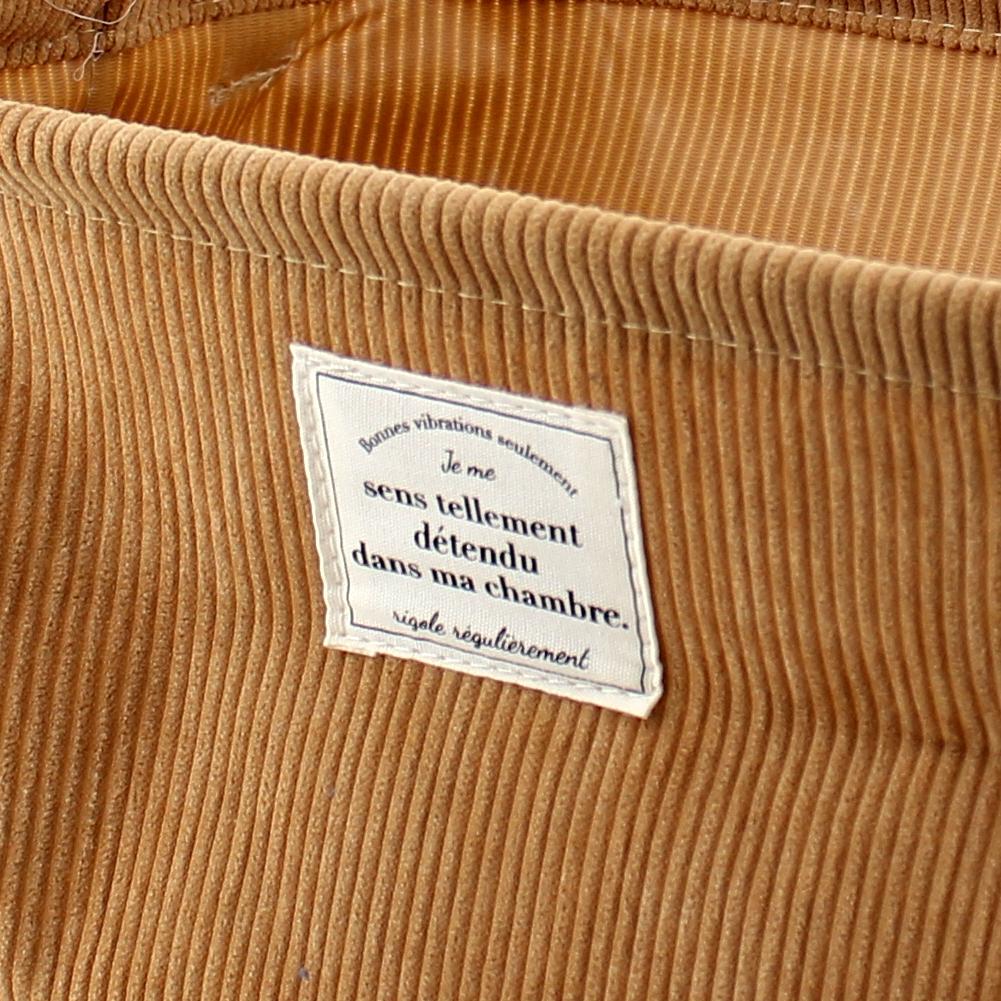 Bonnes vibrations seulement
Je me
sens tellement
détendu
dans ma chambre.
rigole régulièrement